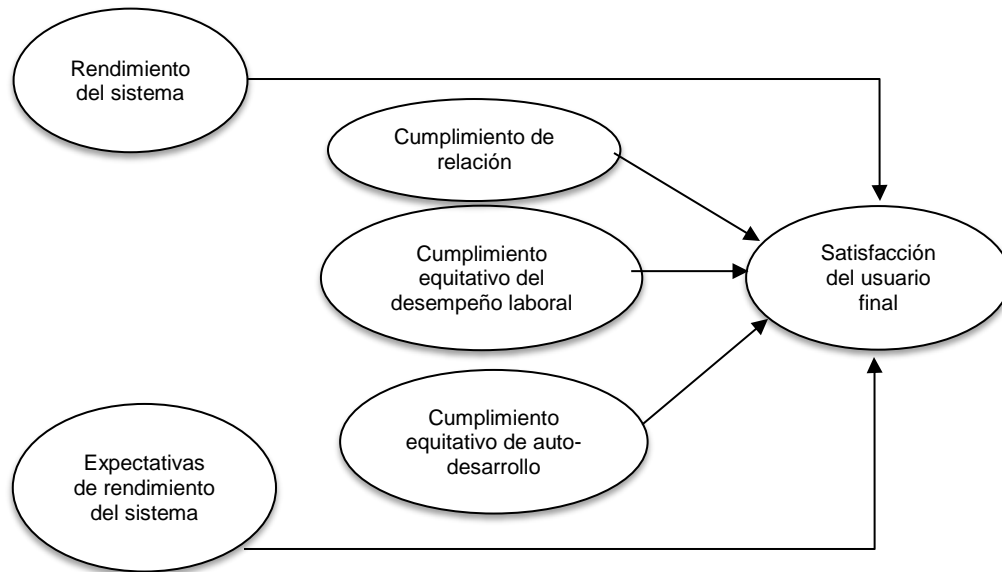 Rendimiento
del sistema
Cumplimiento de
relación
Cumplimiento
equitativo del
desempeño laboral
Satisfacción
del usuario
final
Cumplimiento
equitativo de auto-
desarrollo
Expectativas
de rendimiento
del sistema